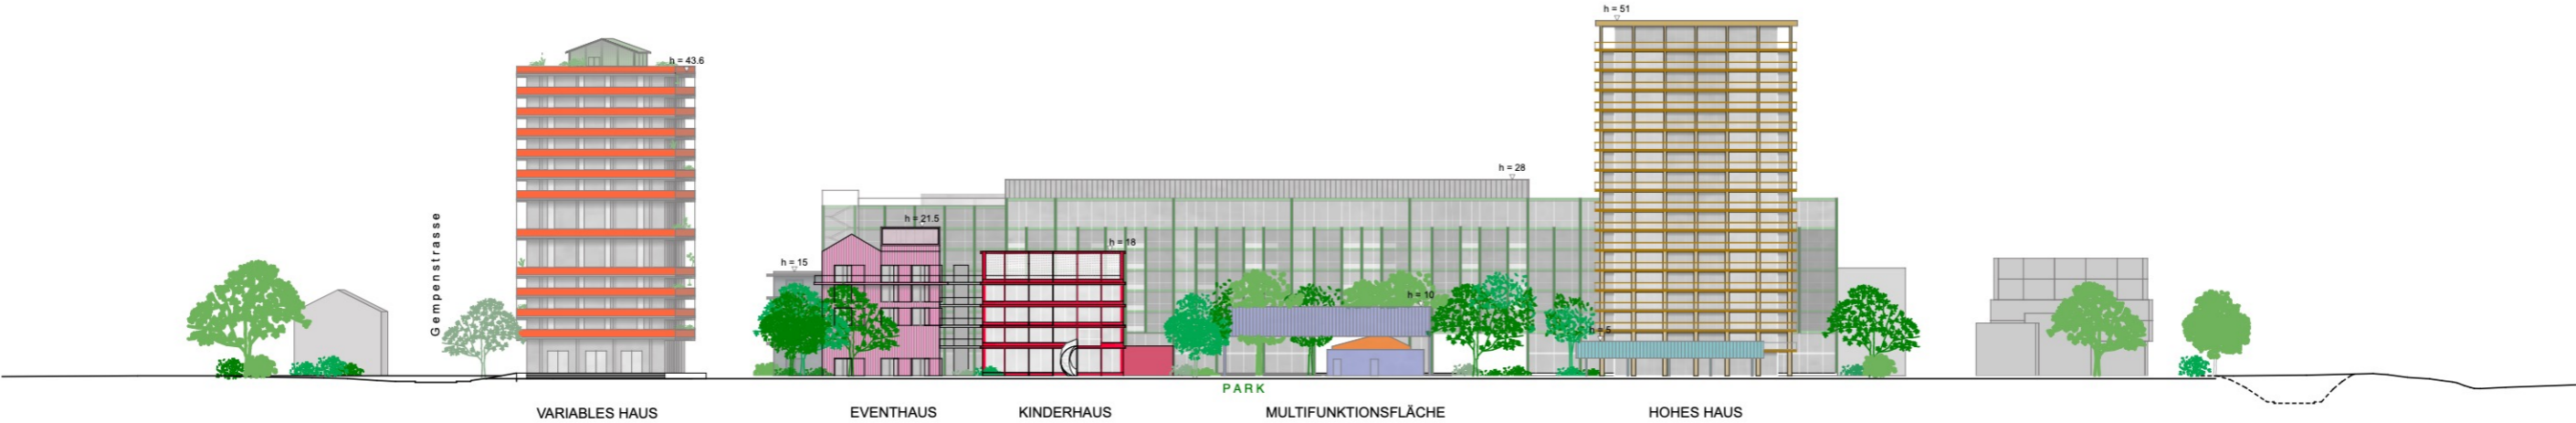 h = 51
h = 43.6
h = 28
Gempenstrasse
h = 21.5
h = 18
h = 15
h = 10
h = 5
PARK
VARIABLES HAUS
EVENTHAUS
KINDERHAUS
MULTIFUNKTIONSFLÄCHE
HOHES HAUS